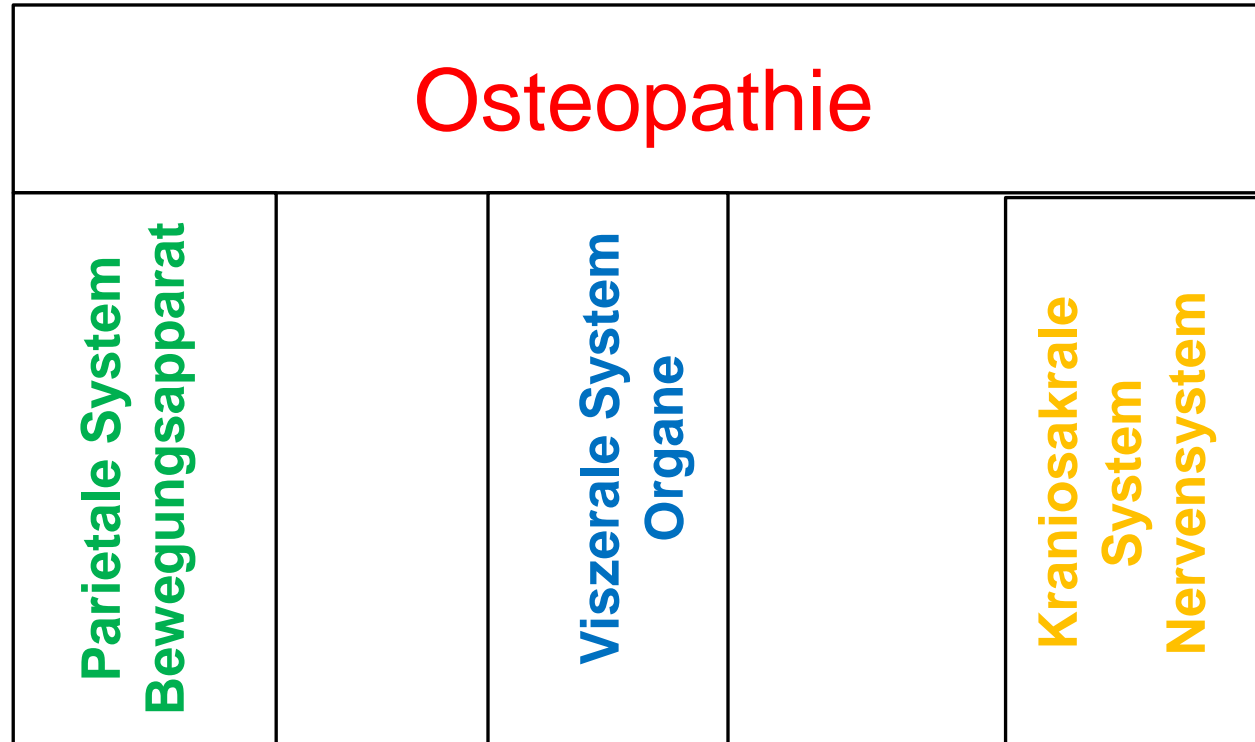 Osteopathie
Parietale System
Bewegungsapparat
Viszerale System
Organe
Kraniosakrale
System
Nervensystem